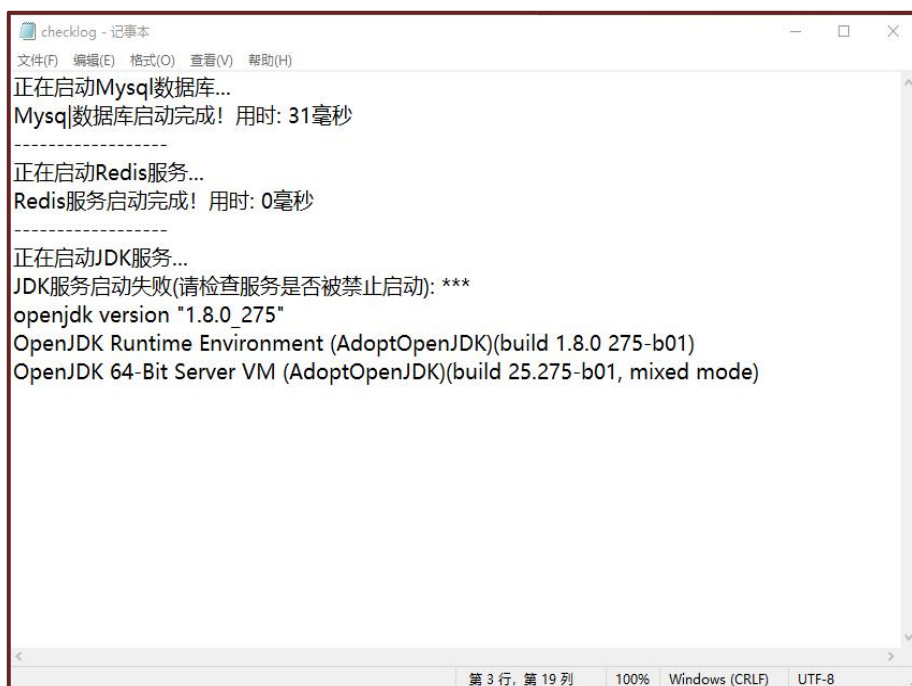 checklog - 记事本
文件(F) 编辑(E) 格式(O) 查看(V) 帮助(H)
正在启动Mysql数据库...
Mysql数据库启动完成！用时: 31毫秒
------------------
正在启动Redis服务...
Redis服务启动完成！用时: 0毫秒
------------------
正在启动JDK服务...
JDK服务启动失败(请检查服务是否被禁止启动): ***
openjdk version "1.8.0_275"
OpenJDK Runtime Environment (AdoptOpenJDK)(build 1.8.0 275-b01)
OpenJDK 64-Bit Server VM (AdoptOpenJDK)(build 25.275-b01, mixed mode)
第 3 行，第 19 列 100% Windows (CRLF) UTF-8